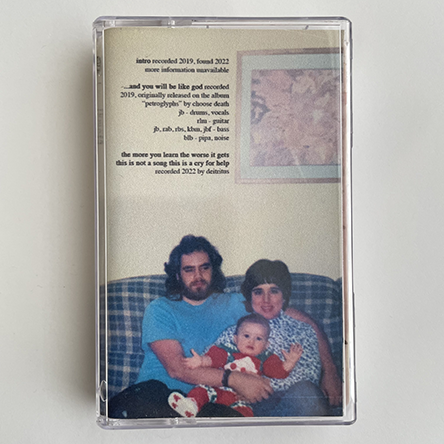 intro recorded 2019, found 2022
more information unavailable
...and you will be like god recorded
2019, originally released on the album
"petroglyphs" by choose death
jb - drums, vocals
rlm - guitar
jb, rab, rbs, kbm, jbf - bass
blb - pipa, noise
the more you learn the worse it gets
this is not a song this is a cry for help
recorded 2022 by deitritus